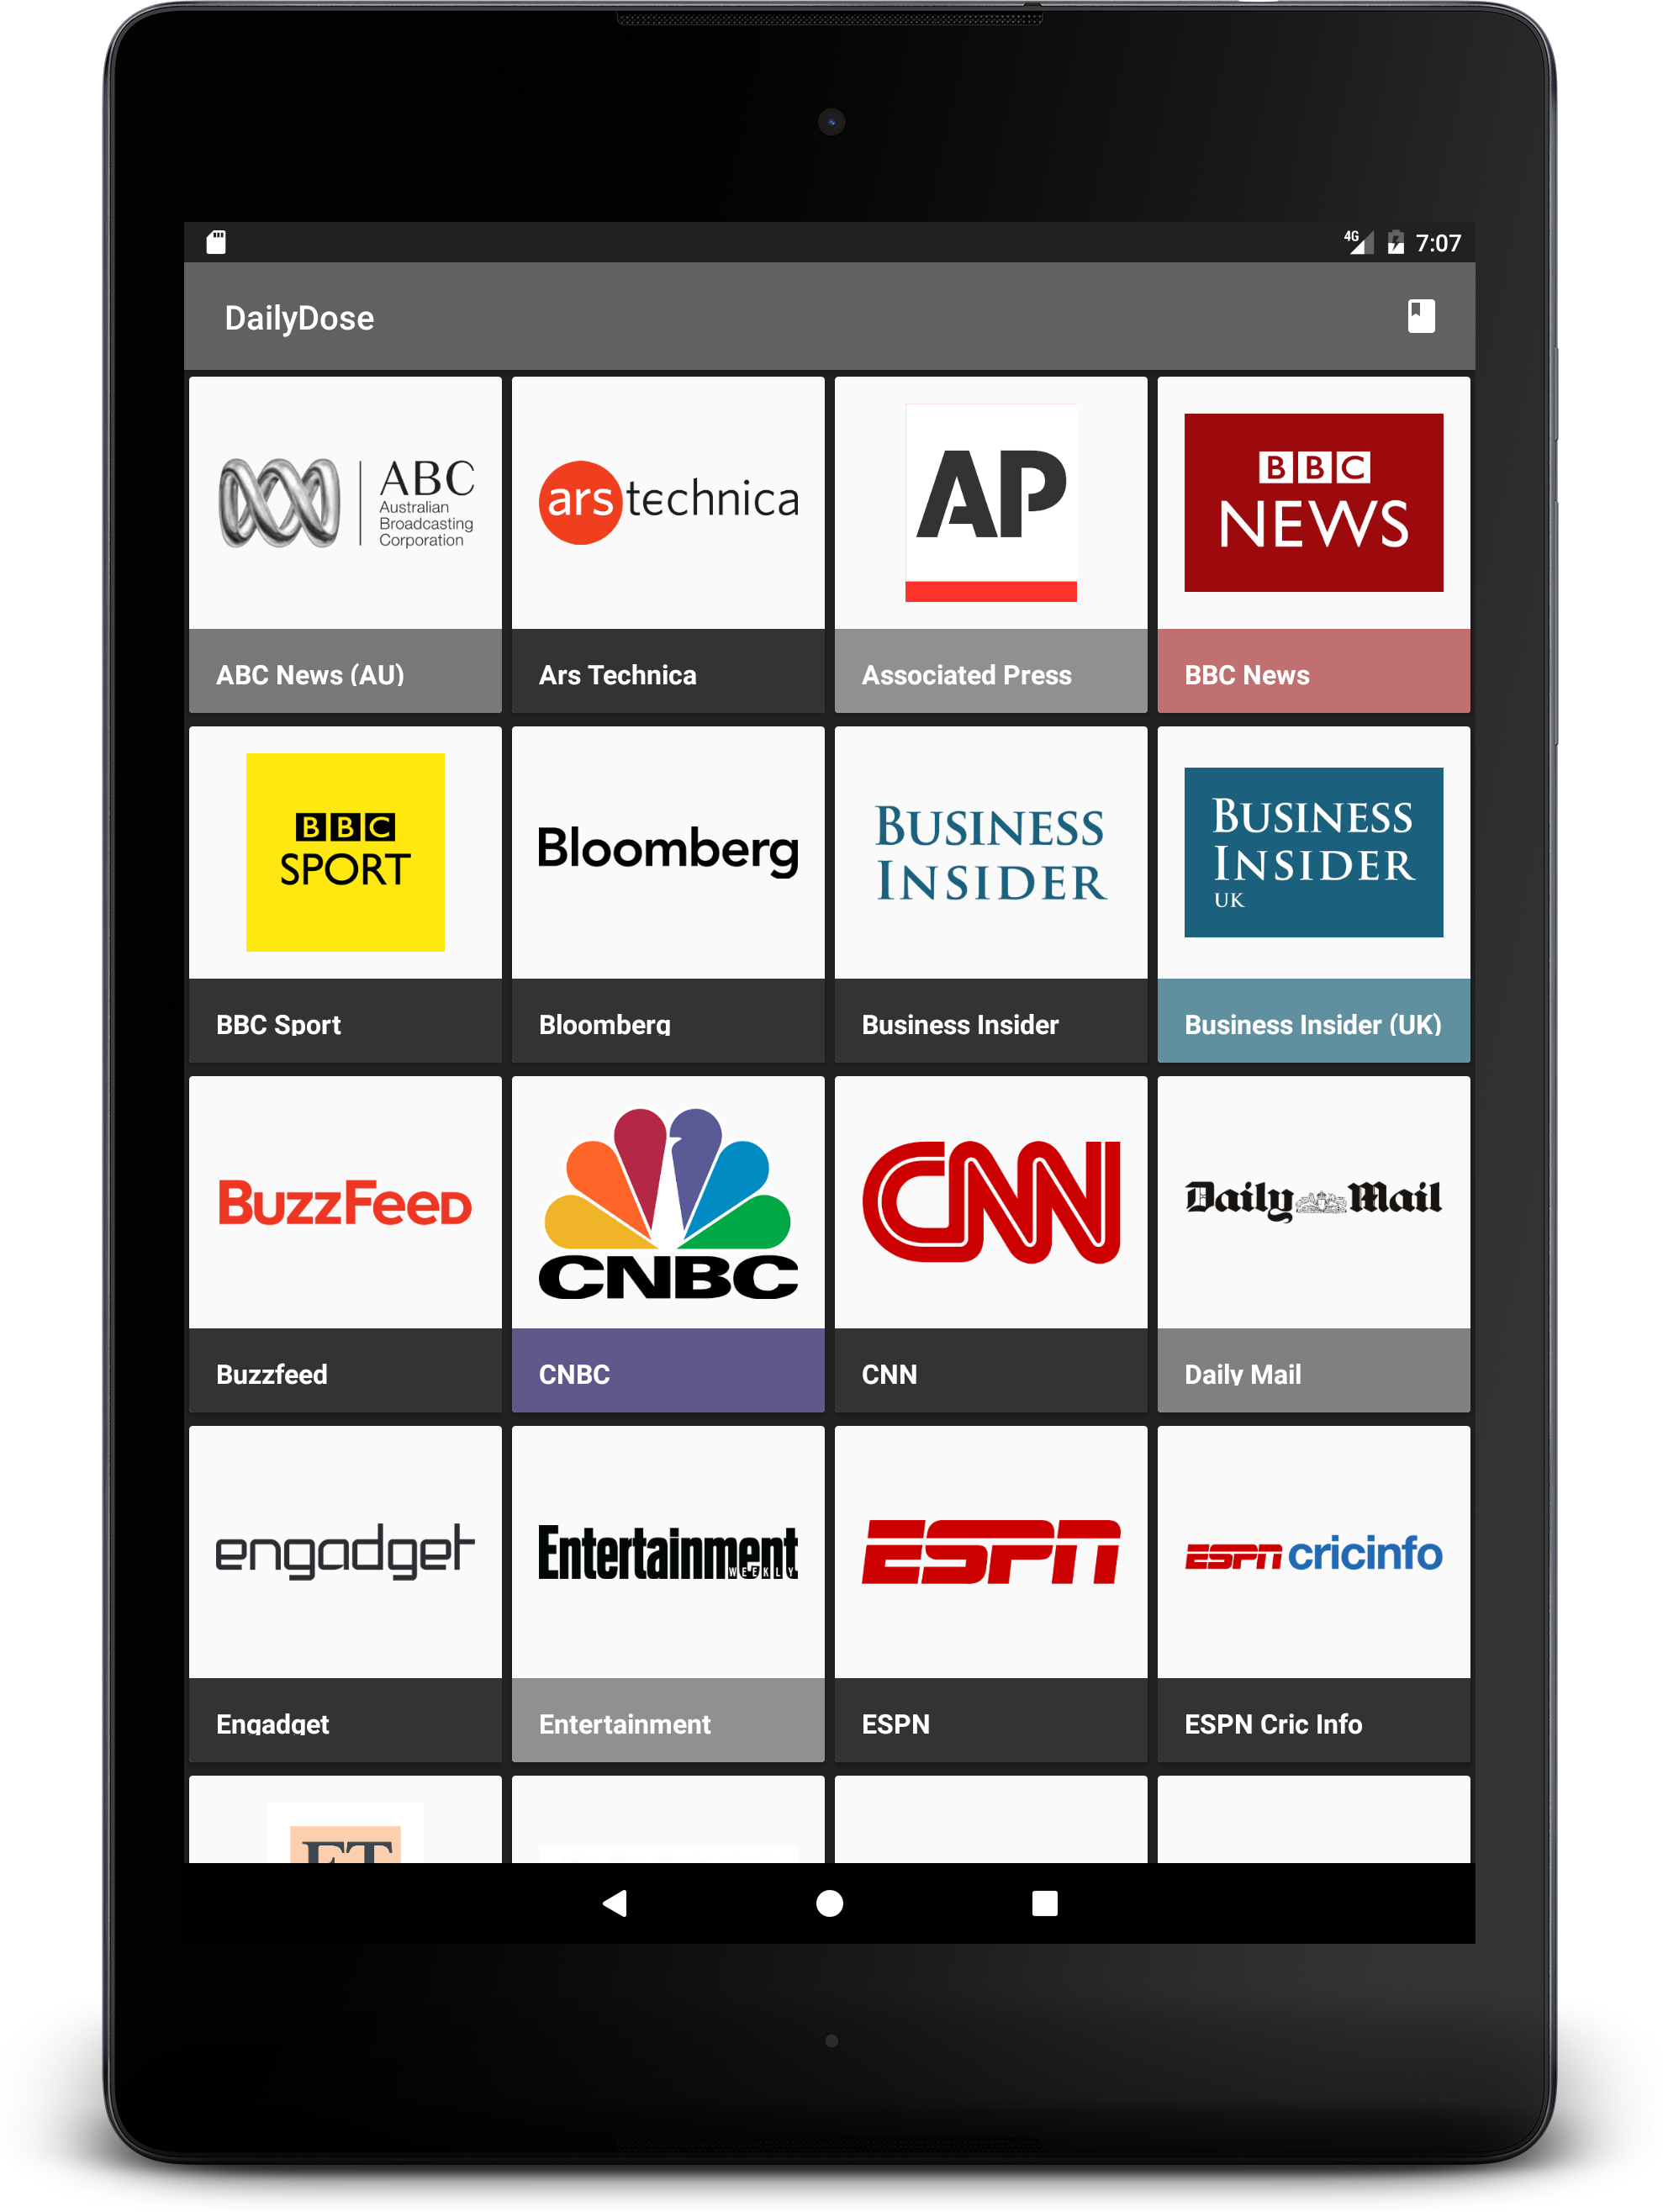 4G 7:07
DailyDose
ABC
Australian
Broadcasting
Corporation
ars technica
AP
BBC
NEWS
ABC News (AU)
Ars Technica
Associated Press
BBC News
BBC
SPORT
Bloomberg
BUSINESS
INSIDER
BUSINESS
INSIDER
UK
BBC Sport
Bloomberg
Business Insider
Business Insider (UK)
BuzzFeed
CNBC
CNN
Daily Mail
Buzzfeed
CNBC
CNN
Daily Mail
engadget
Entertainment
WEEKLY
ESPN
ESPN cricinfo
Engadget
Entertainment
ESPN
ESPN Cric Info
FT